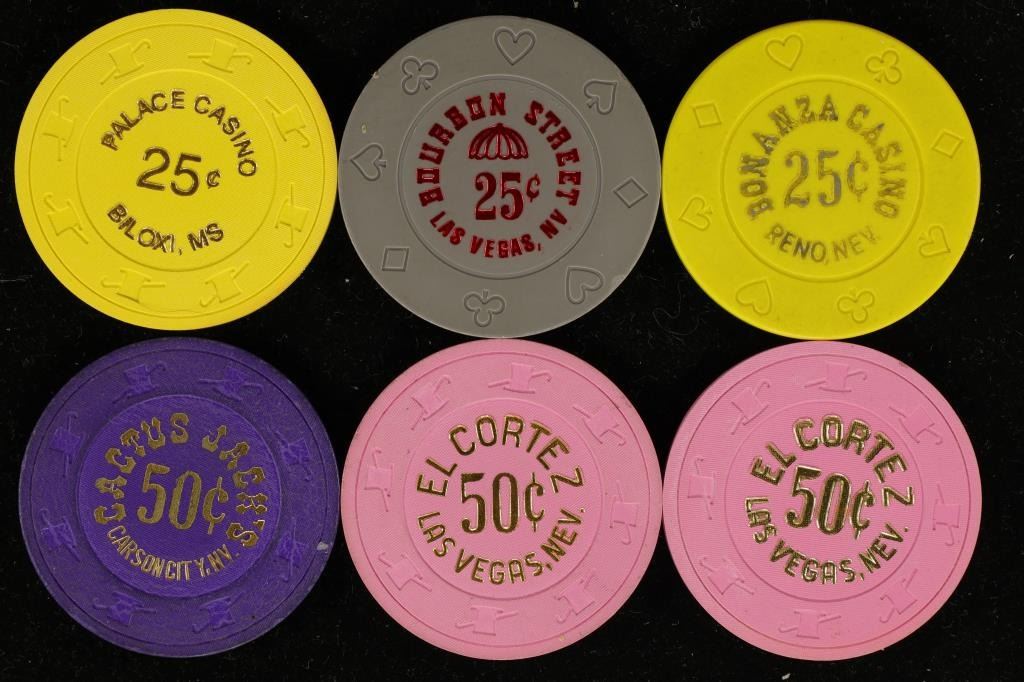 PALACE CASINO
25¢
BILOXI, MS
BOURBON STREET
25¢
LAS VEGAS, NV
BONANZA CASINO
25¢
RENO, NEV.
CACTUS JACK'S
50¢
CARSON CITY, NV.
EL CORTEZ
50¢
LAS VEGAS, NEV.
EL CORTEZ
50¢
LAS VEGAS, NEV.